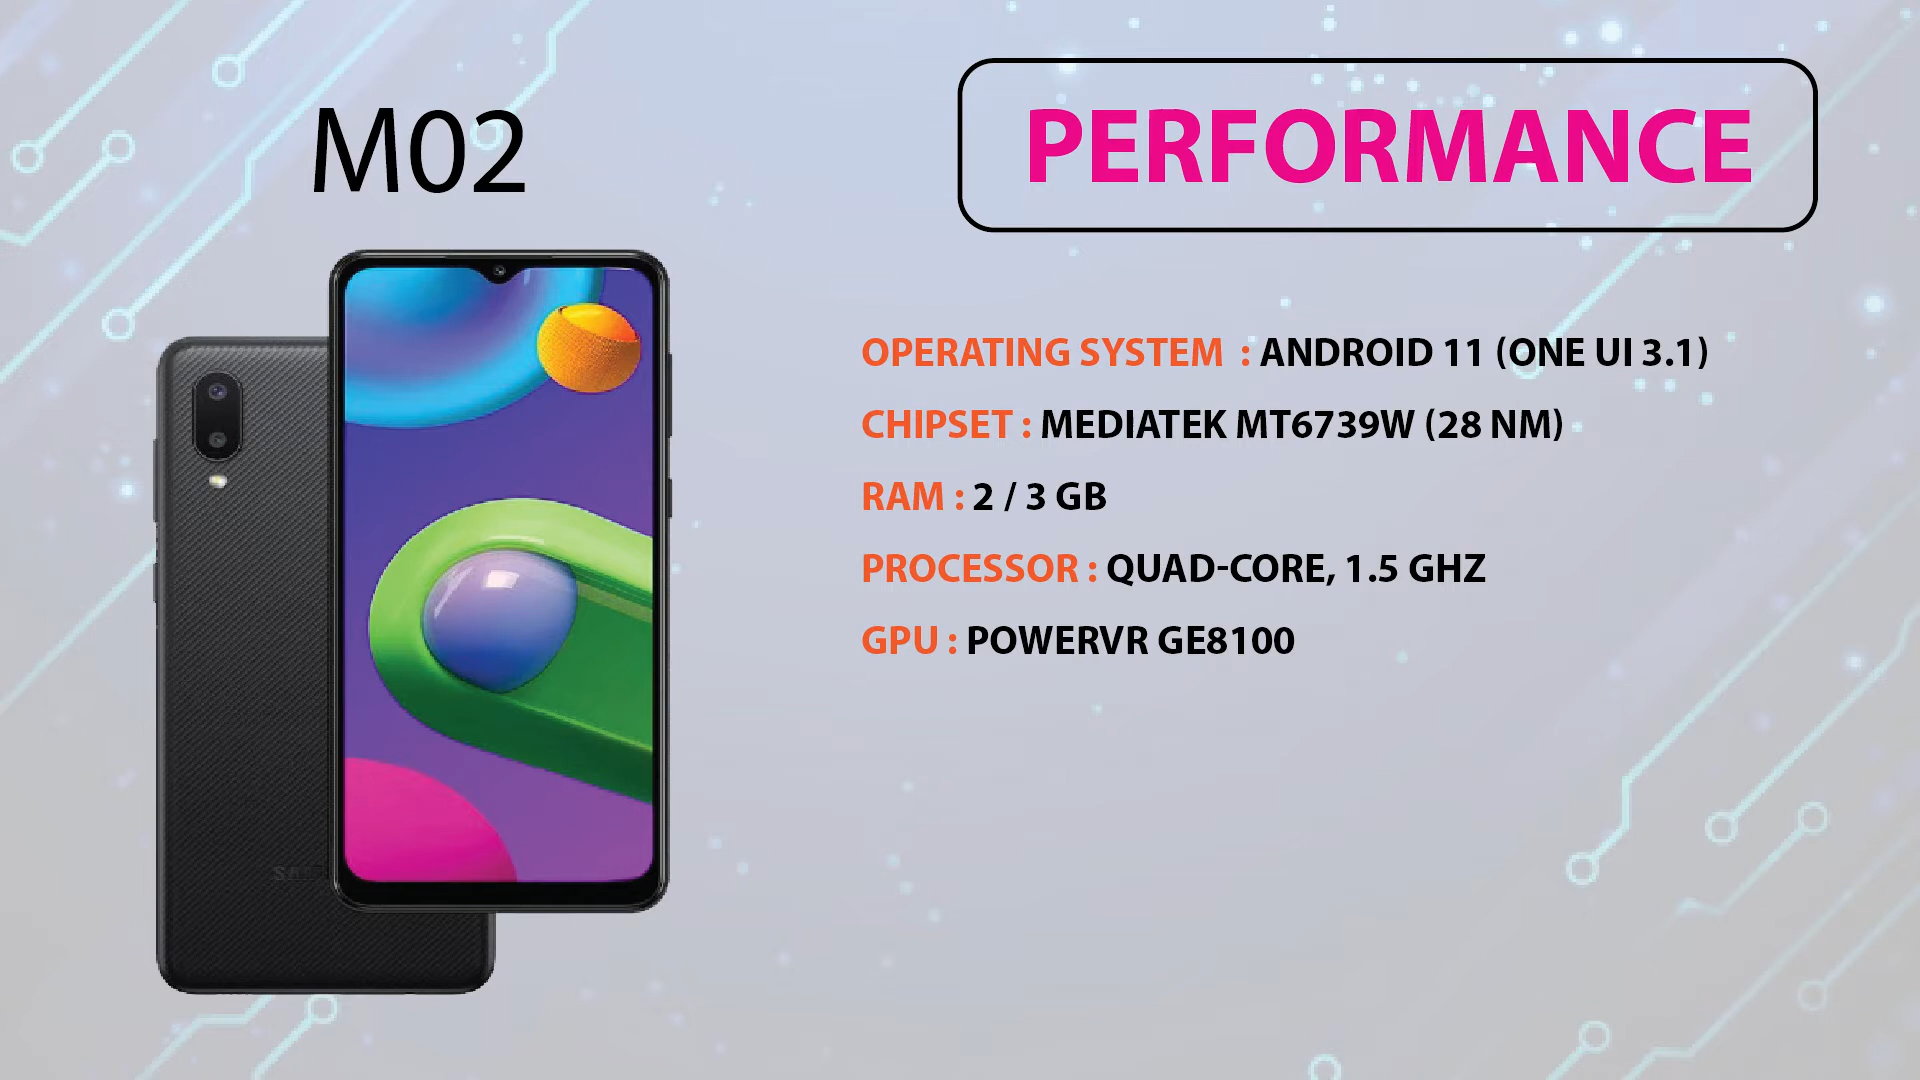 M02
PERFORMANCE
OPERATING SYSTEM : ANDROID 11 (ONE UI 3.1)
CHIPSET : MEDIATEK MT6739W (28 NM)
RAM : 2 / 3 GB
PROCESSOR : QUAD-CORE, 1.5 GHZ
GPU : POWERVR GE8100